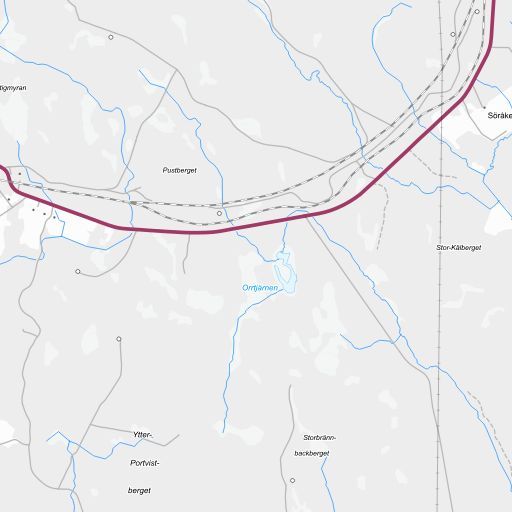 Söråke
Pustberget
Stor-Kälberget
Orrtjärnen
Ytter-.
Portvist-
berget
Storbränn-
backberget